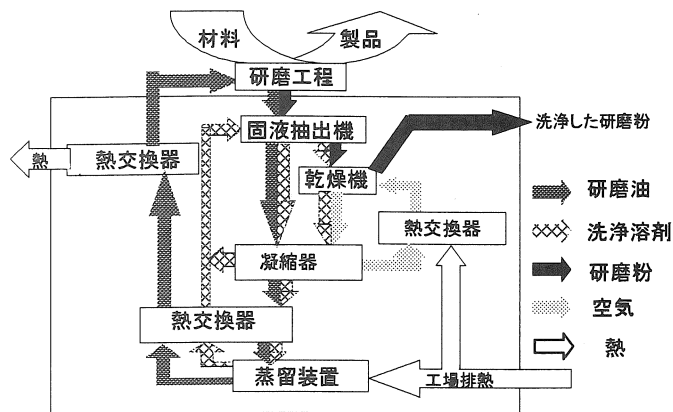 材料
製品
研磨工程
固液抽出機
洗浄した研磨粉
熱
熱交換器
乾燥機
研磨油
熱交換器
洗浄溶剤
凝縮器
研磨粉
空気
熱交換器
熱
蒸留装置
工場排熱